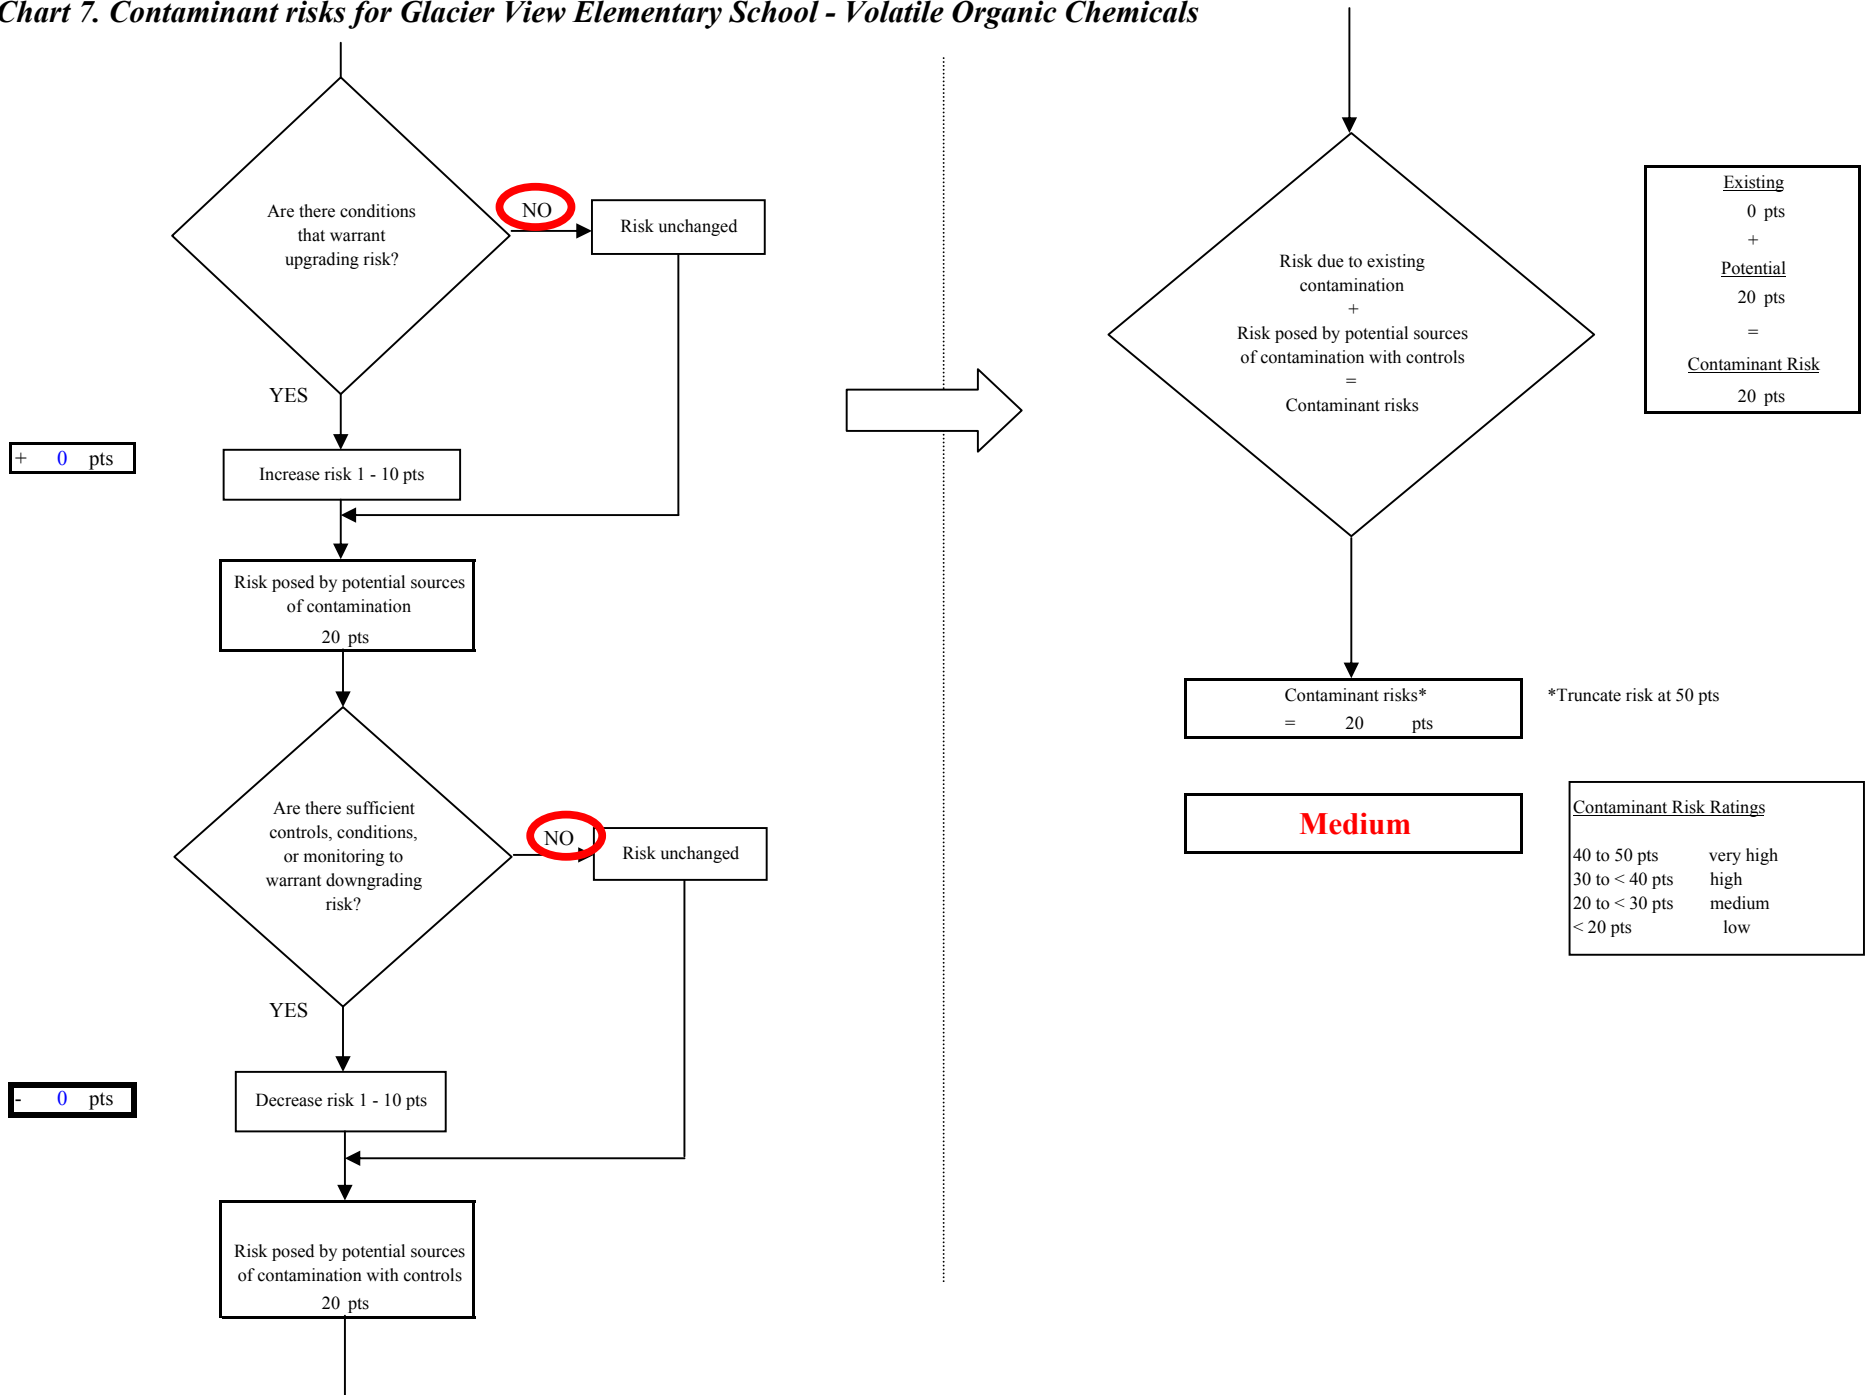 Chart 7. Contaminant risks for Glacier View Elementary School - Volatile Organic Chemicals
Are there conditions
that warrant
upgrading risk?
NO
Risk unchanged
YES
+ 0 pts
Increase risk 1 - 10 pts
Risk posed by potential sources
of contamination
20 pts
Are there sufficient
controls, conditions,
or monitoring to
warrant downgrading
risk?
NO
Risk unchanged
YES
- 0 pts
Decrease risk 1 - 10 pts
Risk posed by potential sources
of contamination with controls
20 pts
Risk due to existing
contamination
+
Risk posed by potential sources
of contamination with controls
=
Contaminant risks
Existing
0 pts
+
Potential
20 pts
=
Contaminant Risk
20 pts
Contaminant risks*
= 20 pts
*Truncate risk at 50 pts
Medium
Contaminant Risk Ratings
40 to 50 pts very high
30 to < 40 pts high
20 to < 30 pts medium
< 20 pts low